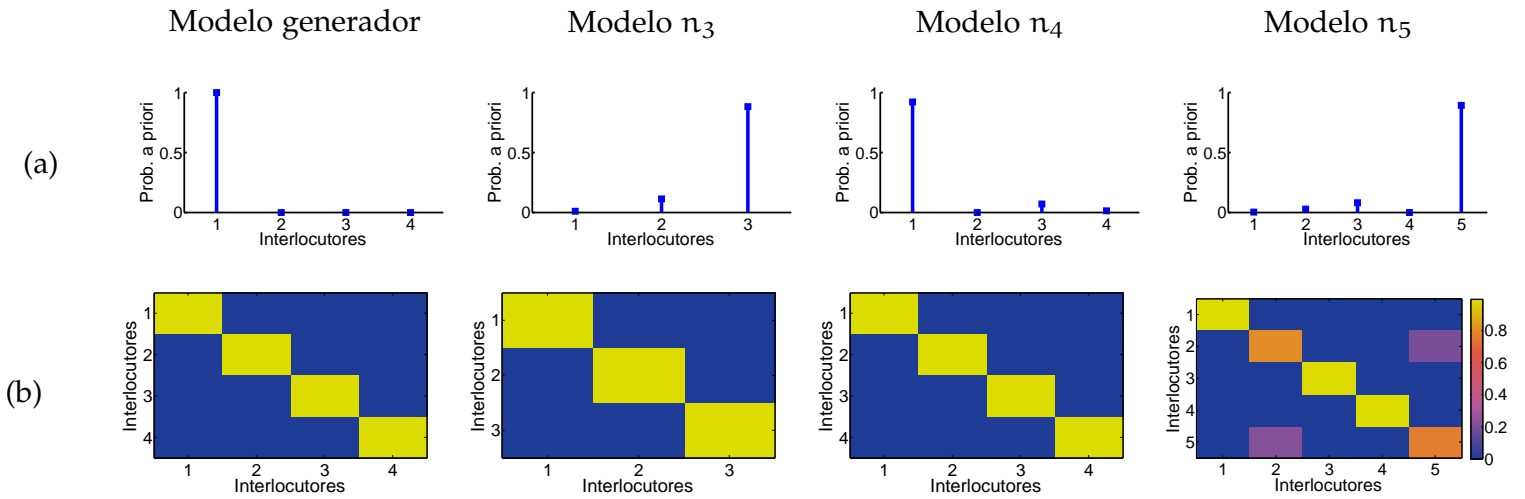 Modelo generador
Modelo n₃
Modelo n₄
Modelo n₅
(a)
Prob. a priori
1
0.5
0
1 2 3 4
Interlocutores
Prob. a priori
1
0.5
0
1 2 3
Interlocutores
Prob. a priori
1
0.5
0
1 2 3 4
Interlocutores
Prob. a priori
1
0.5
0
1 2 3 4 5
Interlocutores
(b)
Interlocutores
1
2
3
4
1 2 3 4
Interlocutores
Interlocutores
1
2
3
1 2 3
Interlocutores
Interlocutores
1
2
3
4
1 2 3 4
Interlocutores
Interlocutores
1
2
3
4
5
1 2 3 4 5
Interlocutores
0.8
0.6
0.4
0.2
0